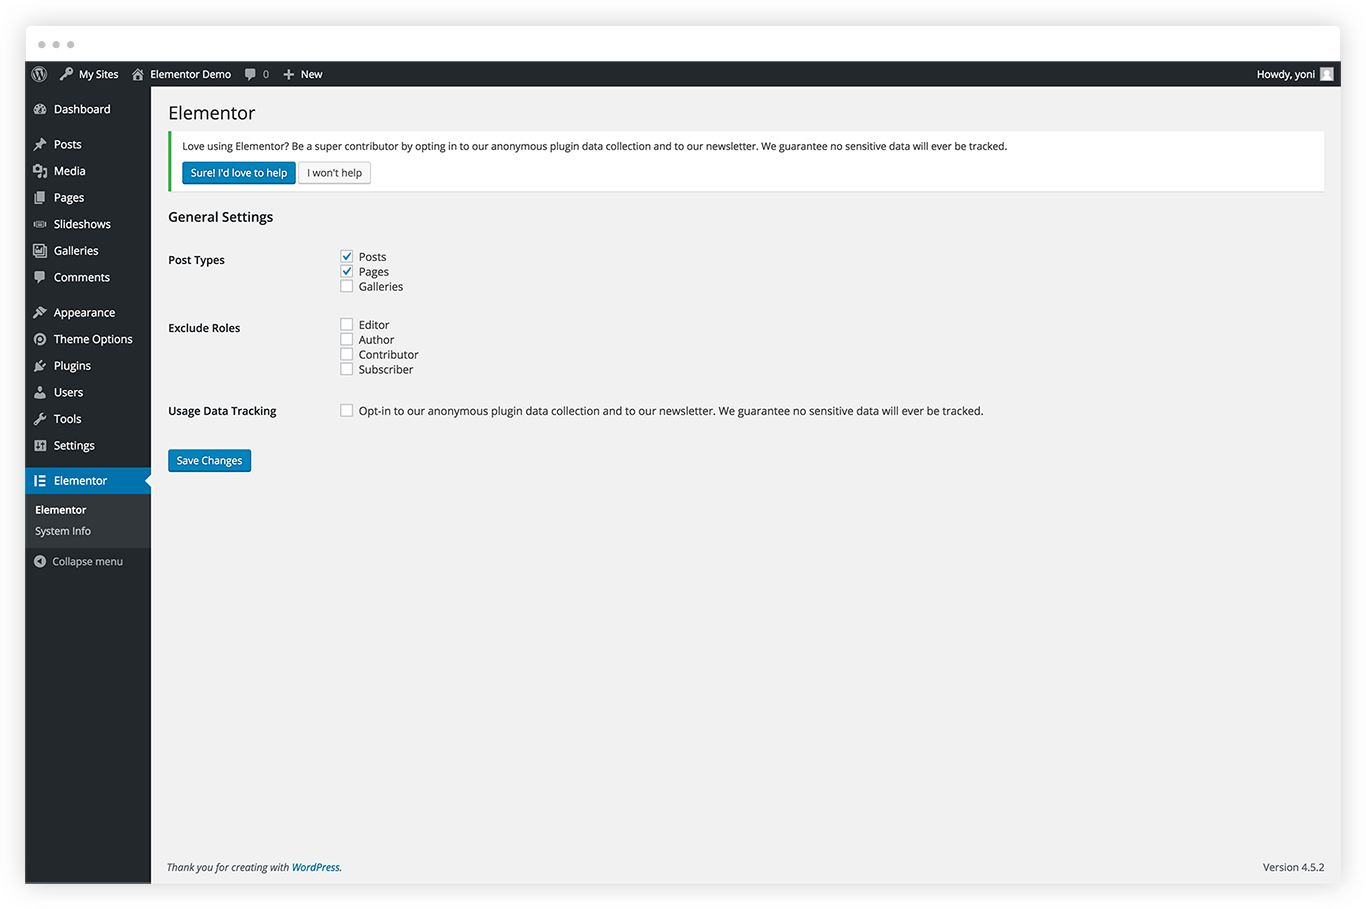 My Sites
Elementor Demo
0
New
Howdy, yoni
Dashboard
Posts
Media
Pages
Slideshows
Galleries
Comments
Appearance
Theme Options
Plugins
Users
Tools
Settings
Elementor
Elementor
System Info
Collapse menu
Elementor
Love using Elementor? Be a super contributor by opting in to our anonymous plugin data collection and to our newsletter. We guarantee no sensitive data will ever be tracked.
Sure! I'd love to help
I won't help
General Settings
Post Types
Posts
Pages
Galleries
Exclude Roles
Editor
Author
Contributor
Subscriber
Usage Data Tracking
Opt-in to our anonymous plugin data collection and to our newsletter. We guarantee no sensitive data will ever be tracked.
Save Changes
Thank you for creating with WordPress.
Version 4.5.2